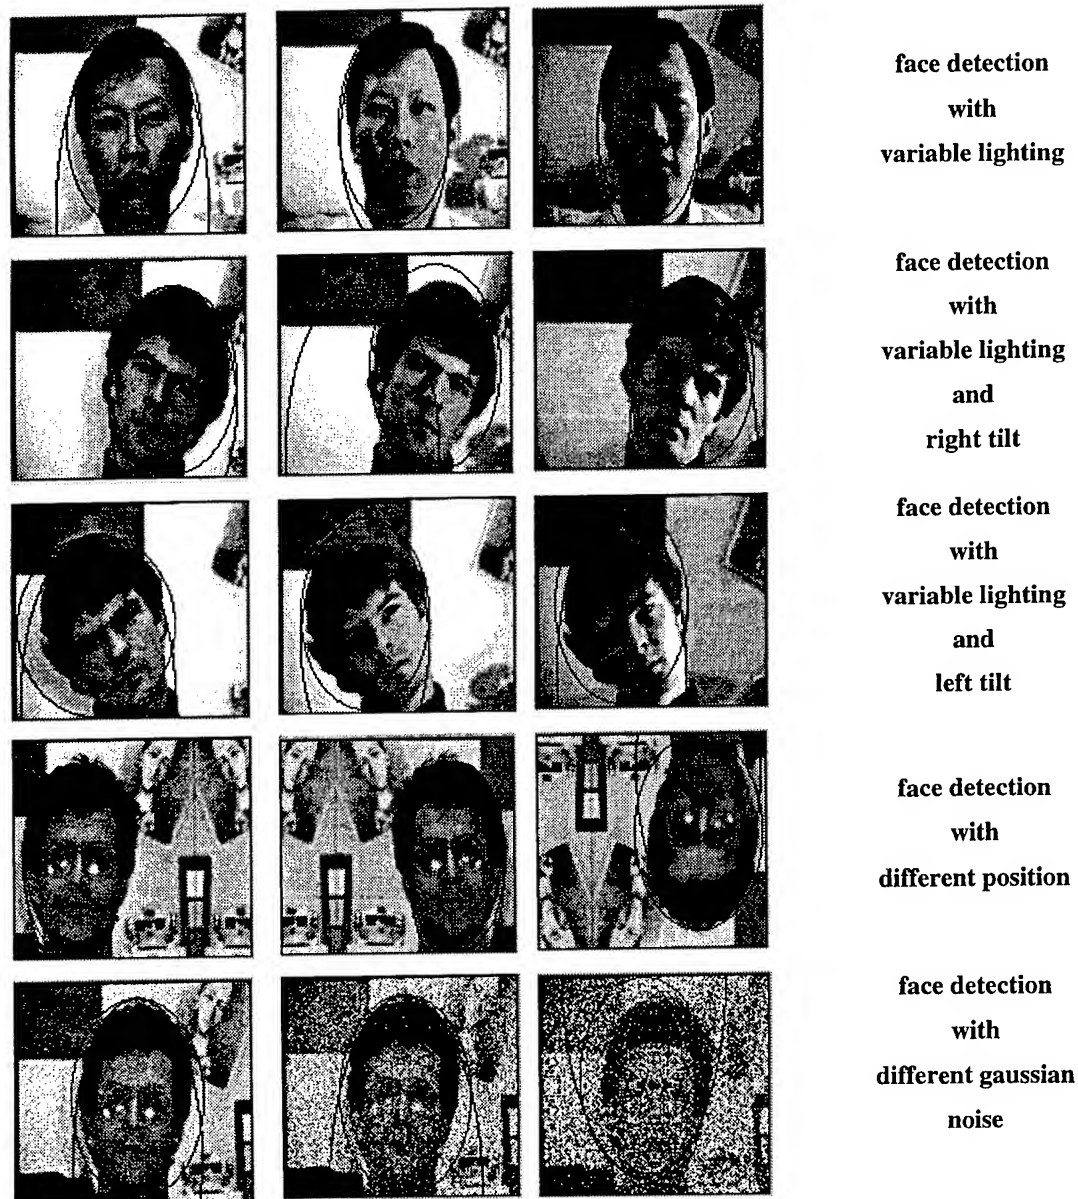 face detection
with
variable lighting
face detection
with
variable lighting
and
right tilt
face detection
with
variable lighting
and
left tilt
face detection
with
different position
face detection
with
different gaussian
noise